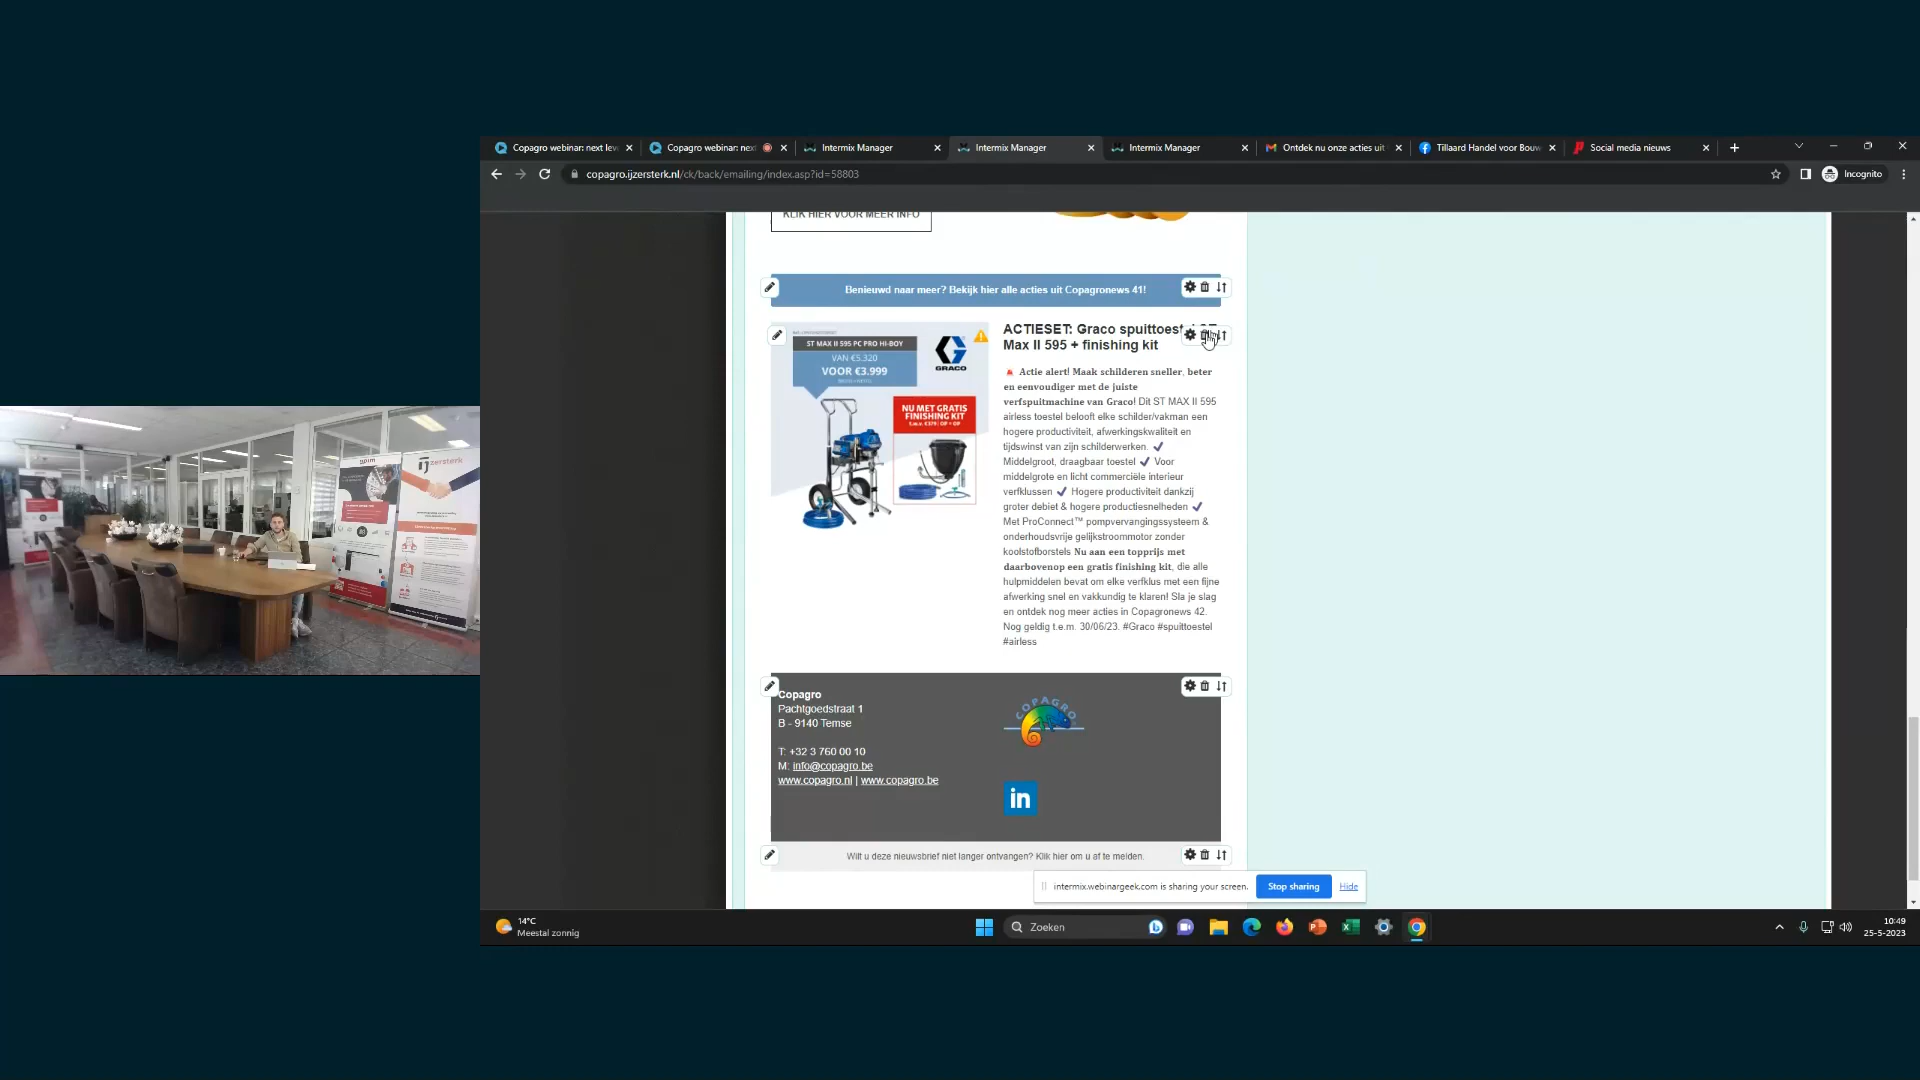 Copagro webinar: next lev
Copagro webinar: nex
Intermix Manager
Intermix Manager
Intermix Manager
Ontdek nu onze acties uit
Tillaard Handel voor Bouw
Social media nieuws
copagro.ijzersterk.nl/ck/back/emailing/index.asp?id=58803
Incognito
KLIK HIER VOOR MEER INFO
Benieuwd naar meer? Bekijk hier alle acties uit Copagronews 41!
ST MAX II 595 PC PRO HI-BOY
VAN €5.320
VOOR €3.999
GRACO
NU MET GRATIS
FINISHING KIT
t.w.v. €379 | OP = OP
ACTIESET: Graco spuittoest
Max II 595 + finishing kit
Actie alert! Maak schilderen sneller, beter
en eenvoudiger met de juiste
verfspuitmachine van Graco! Dit ST MAX II 595
airless toestel belooft elke schilder/vakman een
hogere productiviteit, afwerkingskwaliteit en
tijdswinst van zijn schilderwerken. ✔
Middelgroot, draagbaar toestel ✔ Voor
middelgrote en licht commerciële interieur
verfklussen ✔ Hogere productiviteit dankzij
groter debiet & hogere productiesnelheden ✔
Met ProConnect™ pompvervangingssysteem &
onderhoudsvrije gelijkstroommotor zonder
koolstofborstels Nu aan een topprijs met
daarbovenop een gratis finishing kit, die alle
hulpmiddelen bevat om elke verfklus met een fijne
afwerking snel en vakkundig te klaren! Sla je slag
en ontdek nog meer acties in Copagronews 42.
Nog geldig t.e.m. 30/06/23. #Graco #spuittoestel
#airless
Copagro
Pachtgoedstraat 1
B - 9140 Temse
T: +32 3 760 00 10
M: info@copagro.be
www.copagro.nl | www.copagro.be
COPAGRO
in
Wilt u deze nieuwsbrief niet langer ontvangen? Klik hier om u af te melden.
intermix.webinargeek.com is sharing your screen.
Stop sharing
Hide
14°C
Meestal zonnig
Zoeken
10:49
25-5-2023
ijzersterk